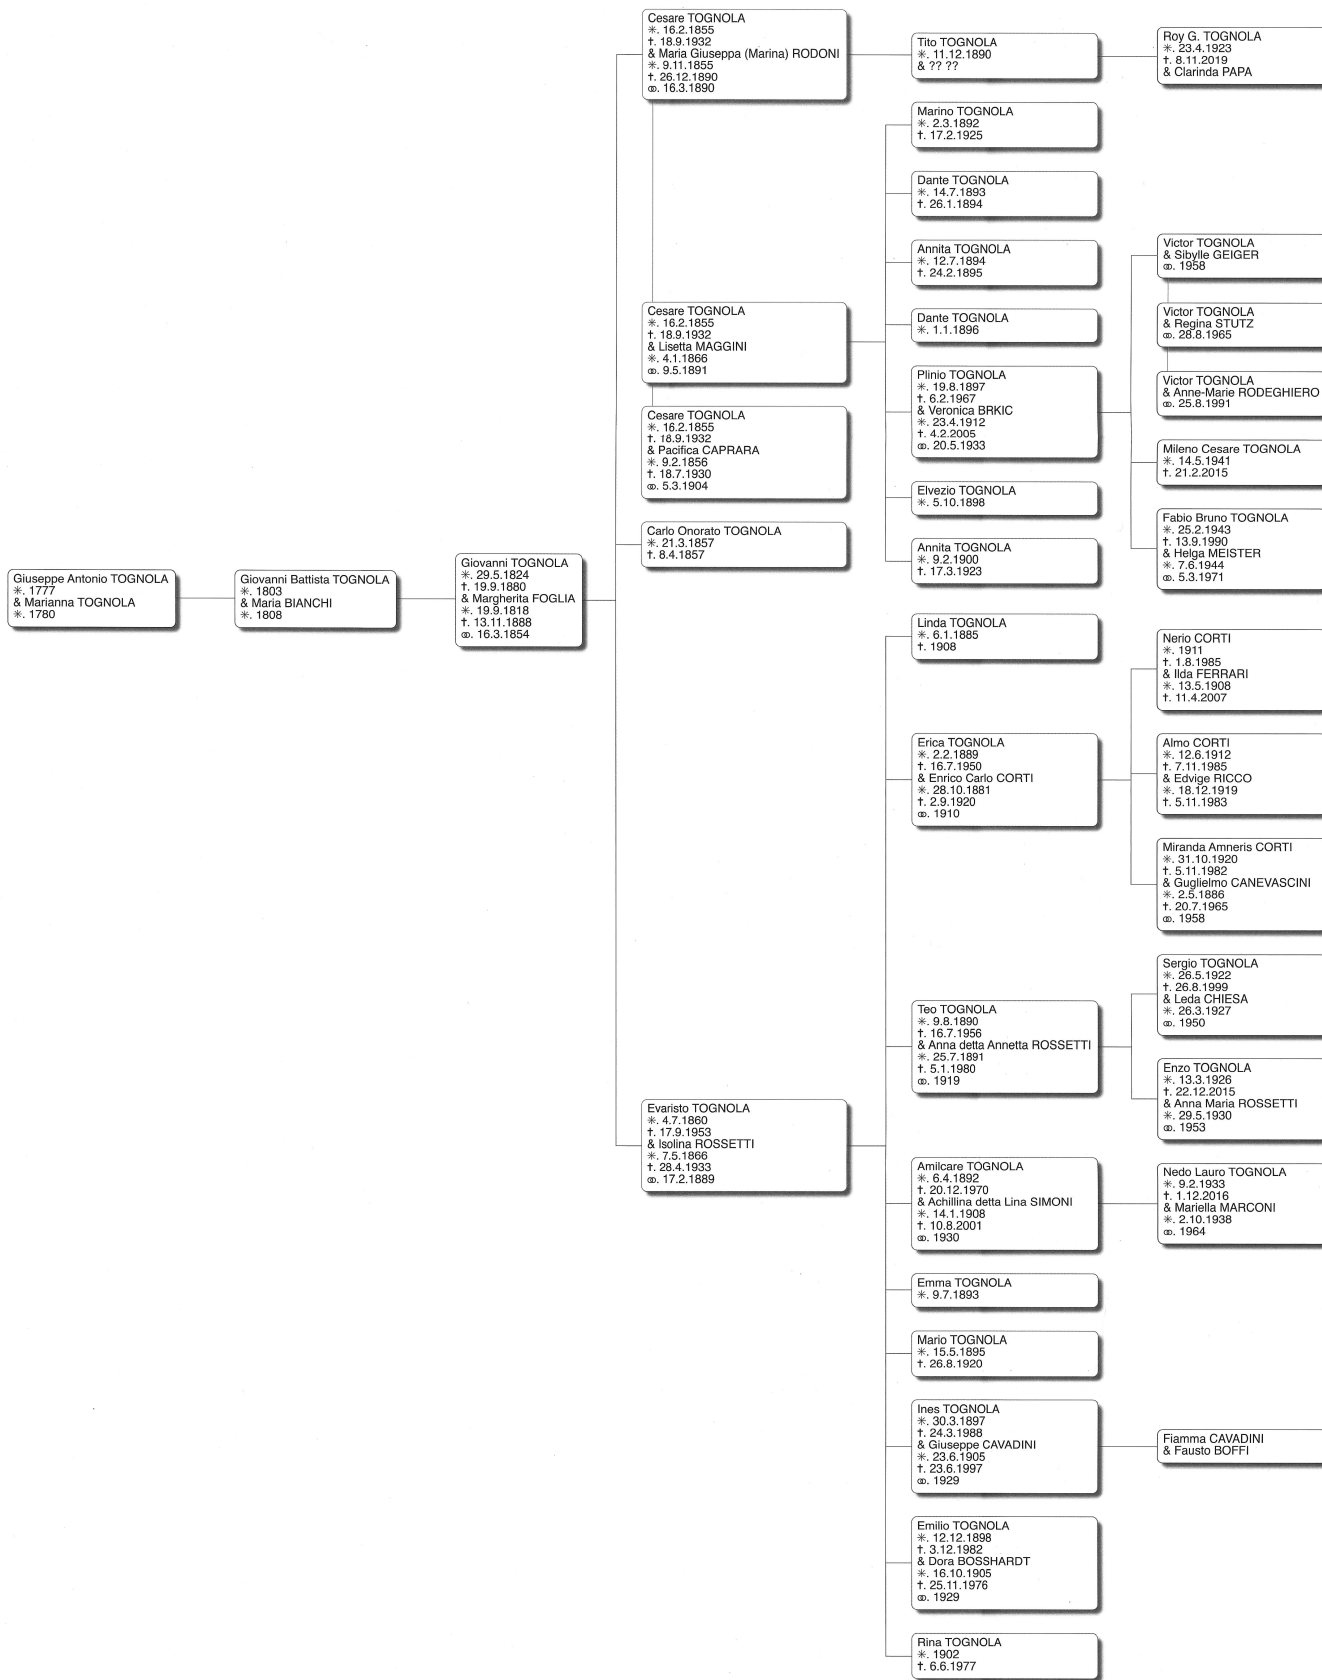 Giuseppe Antonio TOGNOLA
✳. 1777
& Marianna TOGNOLA
✳. 1780
Giovanni Battista TOGNOLA
✳. 1803
& Maria BIANCHI
✳. 1808
Giovanni TOGNOLA
✳. 29.5.1824
†. 19.9.1880
& Margherita FOGLIA
✳. 19.9.1818
†. 13.11.1888
⚭. 16.3.1854
Cesare TOGNOLA
✳. 16.2.1855
†. 18.9.1932
& Maria Giuseppa (Marina) RODONI
✳. 9.11.1855
†. 26.12.1890
⚭. 16.3.1890
Cesare TOGNOLA
✳. 16.2.1855
†. 18.9.1932
& Lisetta MAGGINI
✳. 4.1.1866
⚭. 9.5.1891
Cesare TOGNOLA
✳. 16.2.1855
†. 18.9.1932
& Pacifica CAPRARA
✳. 9.2.1856
†. 18.7.1930
⚭. 5.3.1904
Carlo Onorato TOGNOLA
✳. 21.3.1857
†. 8.4.1857
Evaristo TOGNOLA
✳. 4.7.1860
†. 17.9.1953
& Isolina ROSSETTI
✳. 7.5.1866
†. 28.4.1933
⚭. 17.2.1889
Tito TOGNOLA
✳. 11.12.1890
& ?? ??
Marino TOGNOLA
✳. 2.3.1892
†. 17.2.1925
Dante TOGNOLA
✳. 14.7.1893
†. 26.1.1894
Annita TOGNOLA
✳. 12.7.1894
†. 24.2.1895
Dante TOGNOLA
✳. 1.1.1896
Plinio TOGNOLA
✳. 19.8.1897
†. 6.2.1967
& Veronica BRKIC
✳. 23.4.1912
†. 4.2.2005
⚭. 20.5.1933
Elvezio TOGNOLA
✳. 5.10.1898
Annita TOGNOLA
✳. 9.2.1900
†. 17.3.1923
Linda TOGNOLA
✳. 6.1.1885
†. 1908
Erica TOGNOLA
✳. 2.2.1889
†. 16.7.1950
& Enrico Carlo CORTI
✳. 28.10.1881
†. 2.9.1920
⚭. 1910
Teo TOGNOLA
✳. 9.8.1890
†. 16.7.1956
& Anna detta Annetta ROSSETTI
✳. 25.7.1891
†. 5.1.1980
⚭. 1919
Amilcare TOGNOLA
✳. 6.4.1892
†. 20.12.1970
& Achillina detta Lina SIMONI
✳. 14.1.1908
†. 10.8.2001
⚭. 1930
Emma TOGNOLA
✳. 9.7.1893
Mario TOGNOLA
✳. 15.5.1895
†. 26.8.1920
Ines TOGNOLA
✳. 30.3.1897
†. 24.3.1988
& Giuseppe CAVADINI
✳. 23.6.1905
†. 23.6.1997
⚭. 1929
Emilio TOGNOLA
✳. 12.12.1898
†. 3.12.1982
& Dora BOSSHARDT
✳. 16.10.1905
†. 25.11.1976
⚭. 1929
Rina TOGNOLA
✳. 1902
†. 6.6.1977
Roy G. TOGNOLA
✳. 23.4.1923
†. 8.11.2019
& Clarinda PAPA
Victor TOGNOLA
& Sibylle GEIGER
⚭. 1958
Victor TOGNOLA
& Regina STUTZ
⚭. 28.8.1965
Victor TOGNOLA
& Anne-Marie RODEGHIERO
⚭. 25.8.1991
Mileno Cesare TOGNOLA
✳. 14.5.1941
†. 21.2.2015
Fabio Bruno TOGNOLA
✳. 25.2.1943
†. 13.9.1990
& Helga MEISTER
✳. 7.6.1944
⚭. 5.3.1971
Nerio CORTI
✳. 1911
†. 1.8.1985
& Ilda FERRARI
✳. 13.5.1908
†. 11.4.2007
Almo CORTI
✳. 12.6.1912
†. 7.11.1985
& Edvige RICCO
✳. 18.12.1919
†. 5.11.1983
Miranda Amneris CORTI
✳. 31.10.1920
†. 5.11.1982
& Guglielmo CANEVASCINI
✳. 2.5.1886
†. 20.7.1965
⚭. 1958
Sergio TOGNOLA
✳. 26.5.1922
†. 26.8.1999
& Leda CHIESA
✳. 26.3.1927
⚭. 1950
Enzo TOGNOLA
✳. 13.3.1926
†. 22.12.2015
& Anna Maria ROSSETTI
✳. 29.5.1930
⚭. 1953
Nedo Lauro TOGNOLA
✳. 9.2.1933
†. 1.12.2016
& Mariella MARCONI
✳. 2.10.1938
⚭. 1964
Fiamma CAVADINI
& Fausto BOFFI